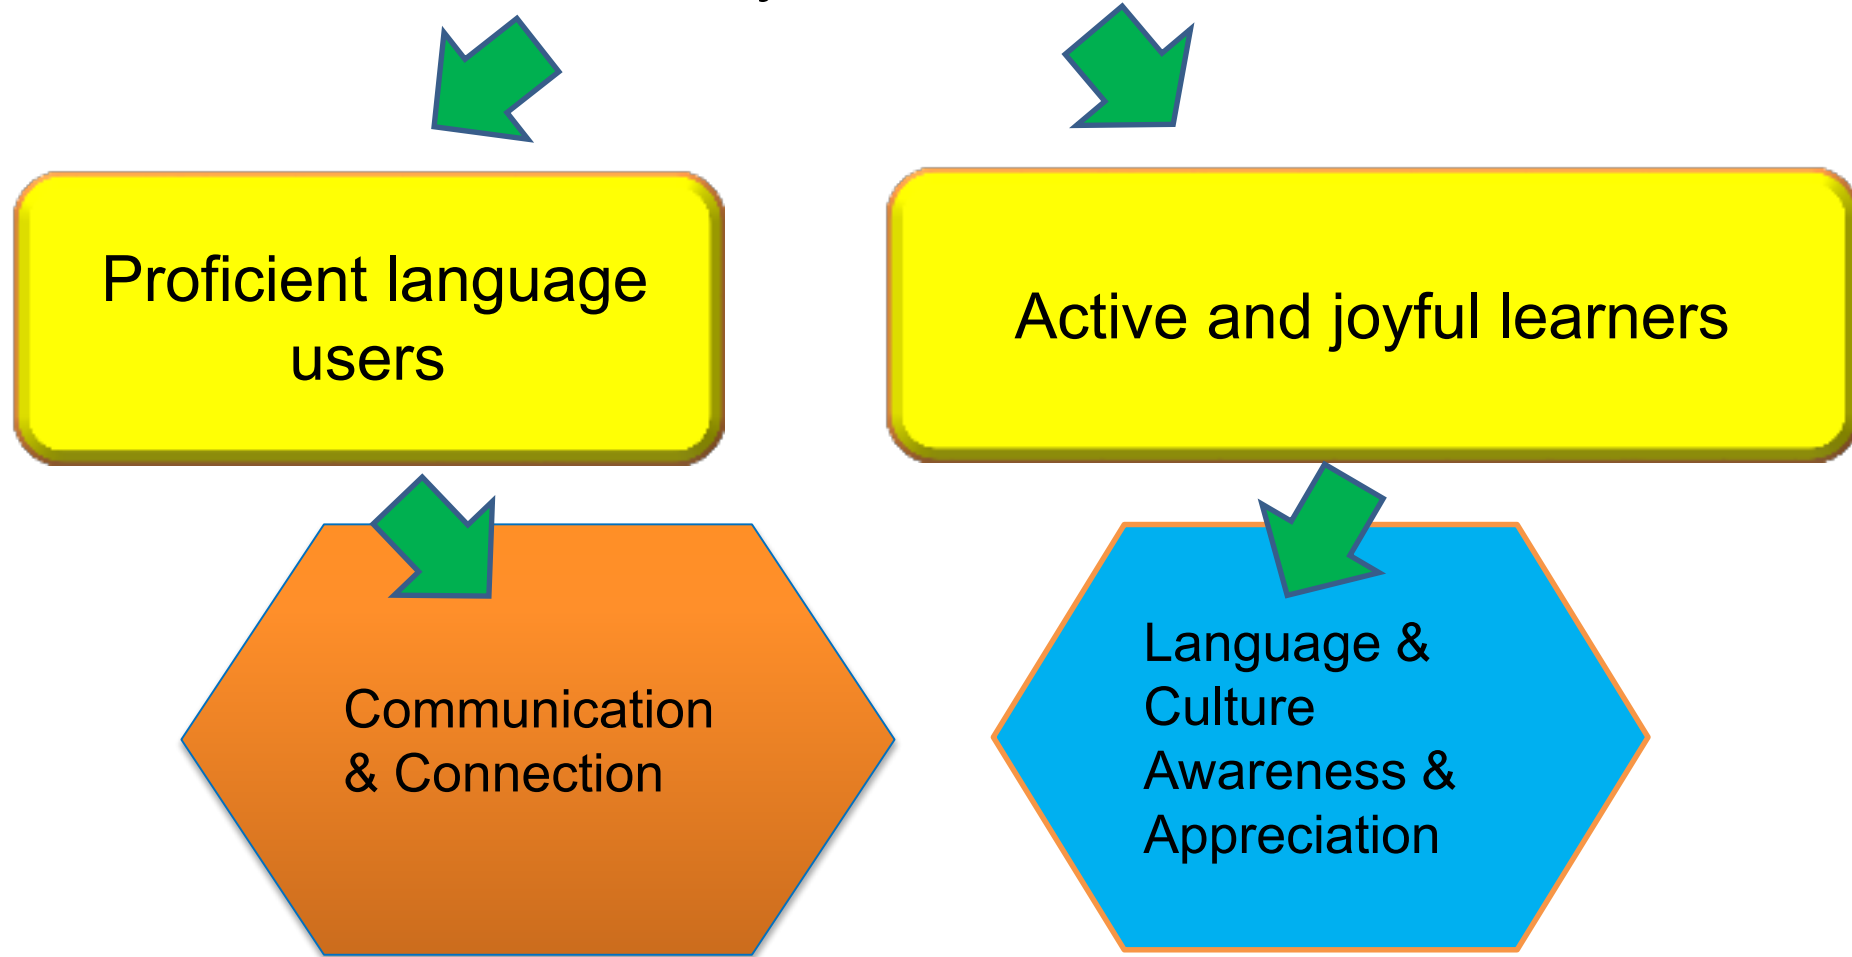 Proficient language
users
Active and joyful learners
Communication
& Connection
Language &
Culture
Awareness &
Appreciation